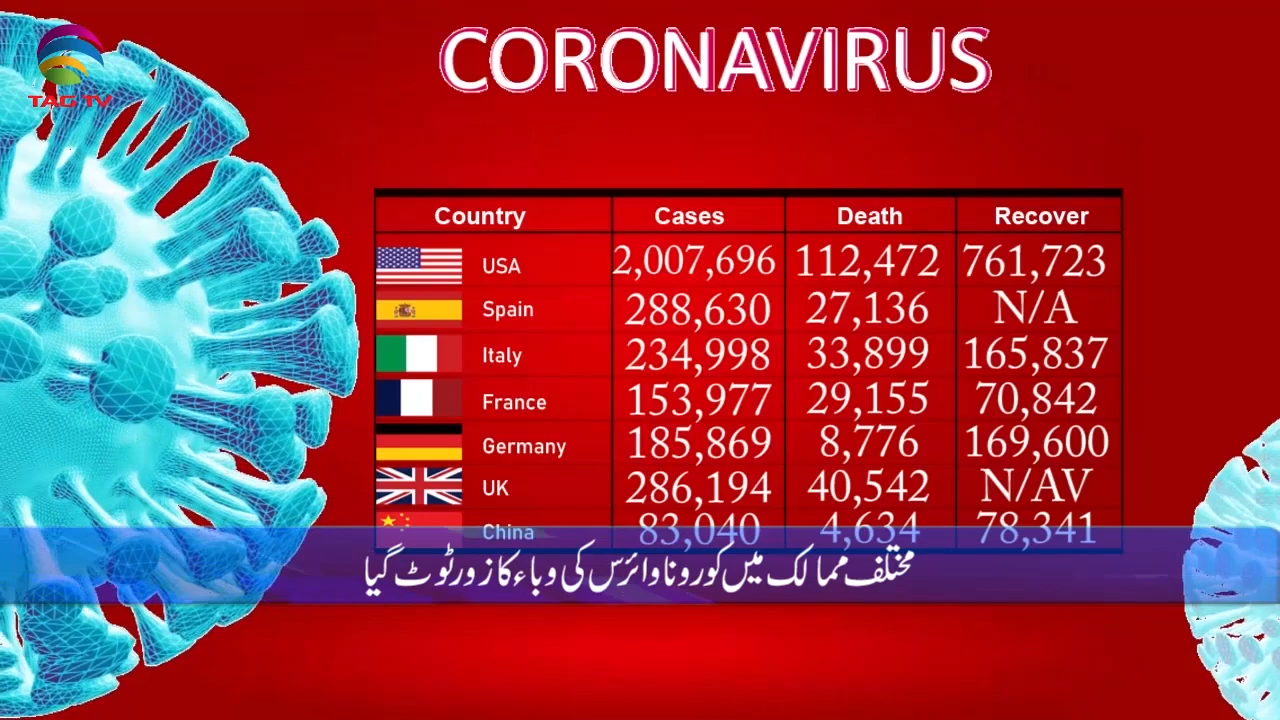 CORONAVIRUS
TAG TV
Country Cases Death Recover
USA 2,007,696 112,472 761,723
Spain 288,630 27,136 N/A
Italy 234,998 33,899 165,837
France 153,977 29,155 70,842
Germany 185,869 8,776 169,600
UK 286,194 40,542 N/AV
China 83,040 4,634 78,341
مختلف ممالک میں کورونا وائرس کی وباء کا زور ٹوٹ گیا